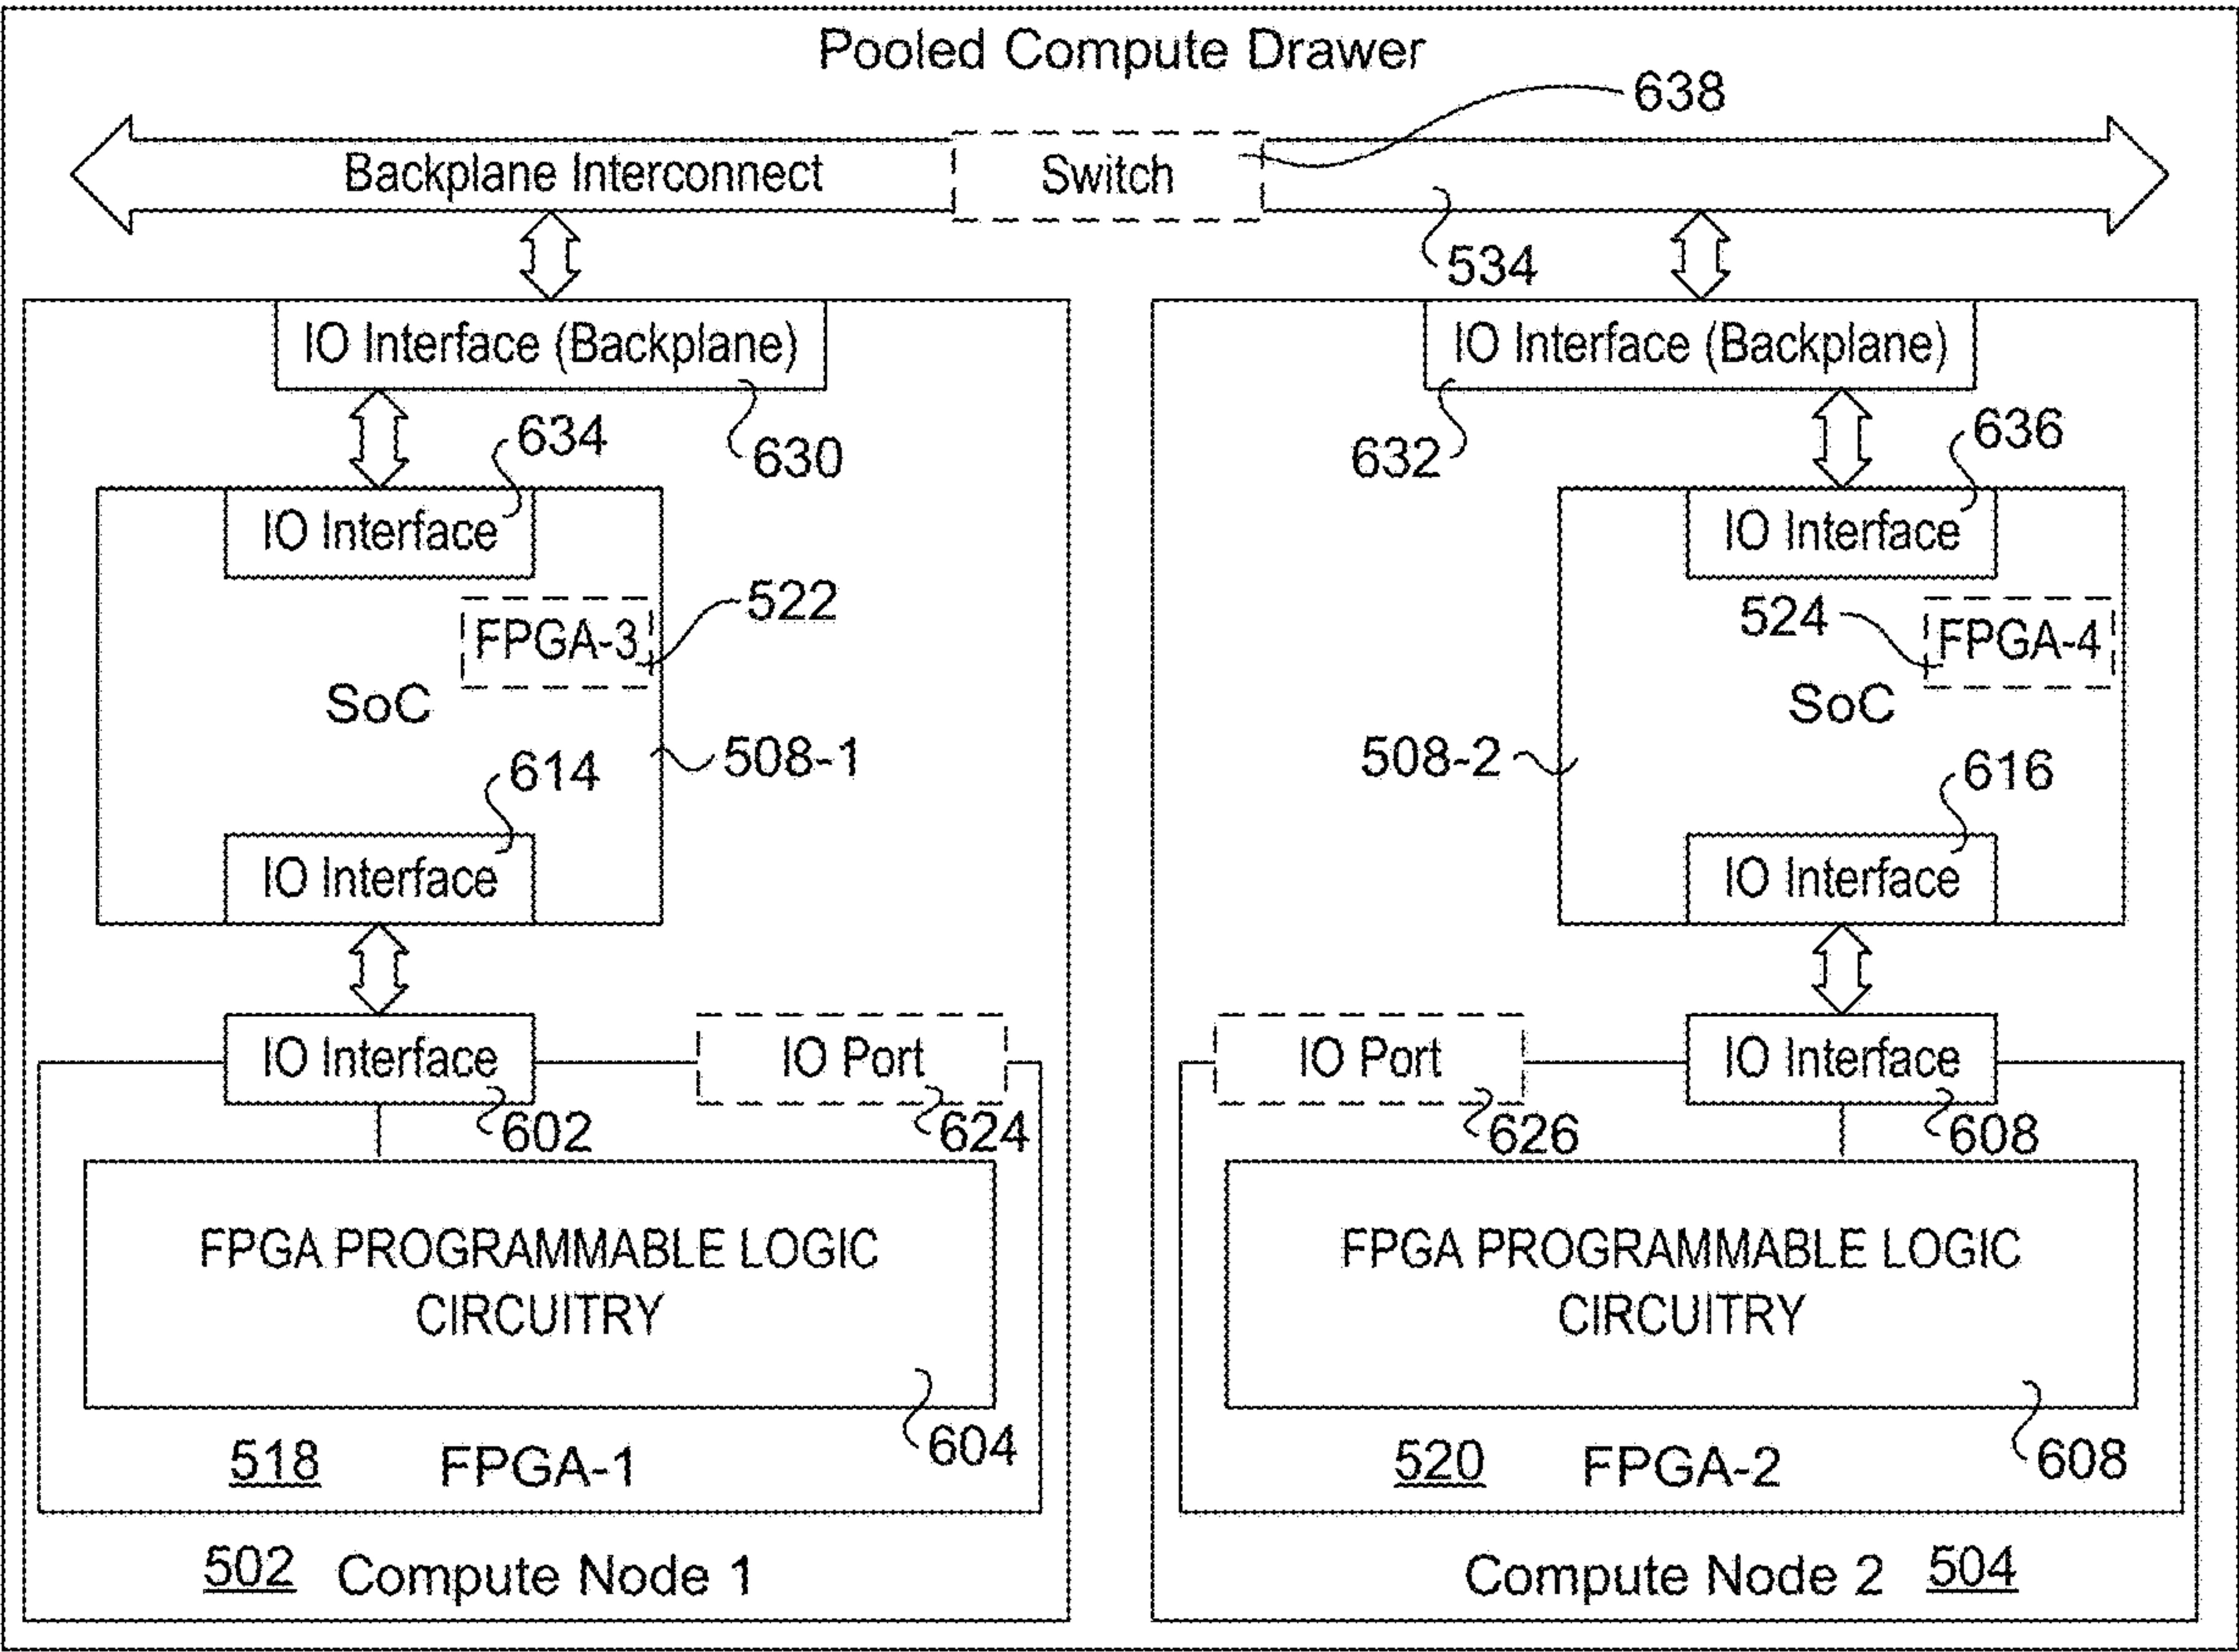 Pooled Compute Drawer
638
Backplane Interconnect
Switch
534
IO Interface (Backplane)
630
634
IO Interface
FPGA-3
522
SoC
508-1
614
IO Interface
IO Interface
602
IO Port
624
FPGA PROGRAMMABLE LOGIC
CIRCUITRY
604
518 FPGA-1
502 Compute Node 1
IO Interface (Backplane)
632
636
IO Interface
524
FPGA-4
SoC
508-2
616
IO Interface
IO Port
626
IO Interface
608
FPGA PROGRAMMABLE LOGIC
CIRCUITRY
608
520 FPGA-2
Compute Node 2 504